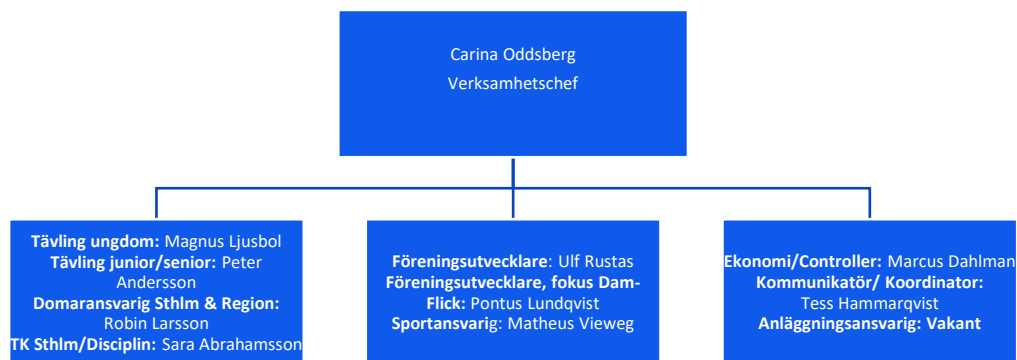 Carina Oddsberg
Verksamhetschef
Tävling ungdom: Magnus Ljusbol
Tävling junior/senior: Peter
Andersson
Domaransvarig Sthlm & Region:
Robin Larsson
TK Sthlm/Disciplin: Sara Abrahamsson
Föreningsutvecklare: Ulf Rustas
Föreningsutvecklare, fokus Dam-
Flick: Pontus Lundqvist
Sportansvarig: Matheus Vieweg
Ekonomi/Controller: Marcus Dahlman
Kommunikatör/ Koordinator:
Tess Hammarqvist
Anläggningsansvarig: Vakant